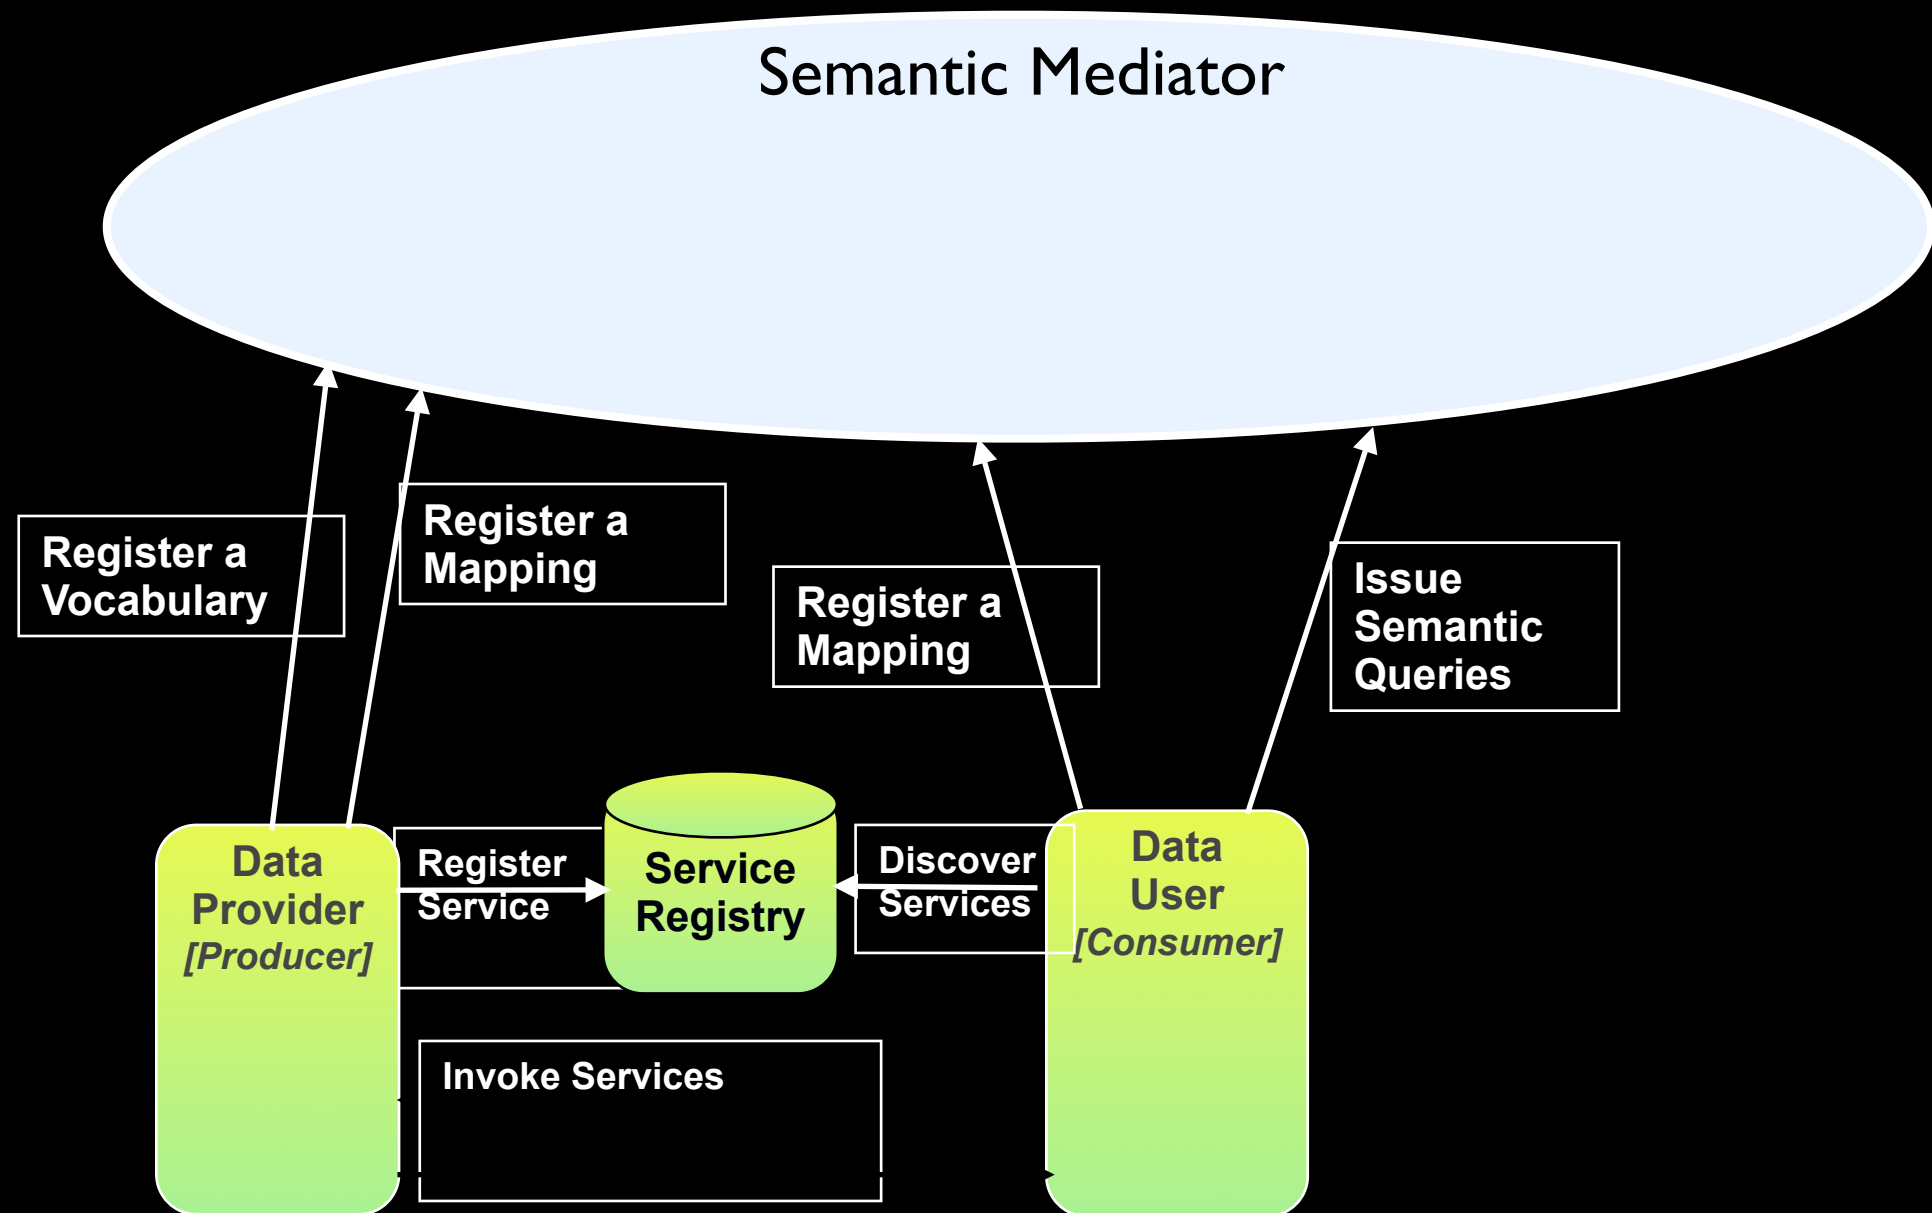 Semantic Mediator
Register a
Vocabulary
Register a
Mapping
Register a
Mapping
Issue
Semantic
Queries
Data
Provider
[Producer]
Register
Service
Service
Registry
Discover
Services
Data
User
[Consumer]
Invoke Services